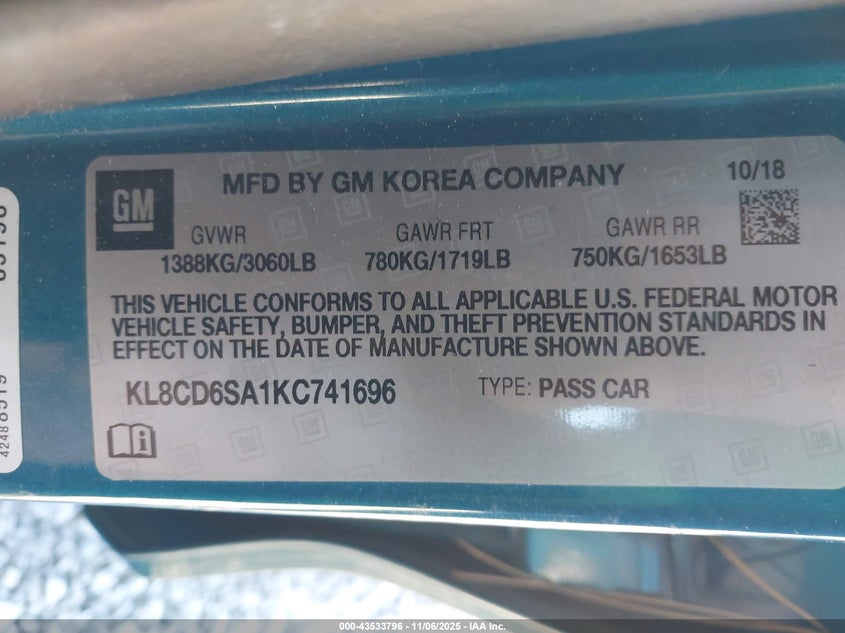 GM
MFD BY GM KOREA COMPANY
10/18
GVWR GAWR FRT GAWR RR
1388KG/3060LB 780KG/1719LB 750KG/1653LB
THIS VEHICLE CONFORMS TO ALL APPLICABLE U.S. FEDERAL MOTOR
VEHICLE SAFETY, BUMPER, AND THEFT PREVENTION STANDARDS IN
EFFECT ON THE DATE OF MANUFACTURE SHOWN ABOVE.
KL8CD6SA1KC741696 TYPE: PASS CAR
000-43533796 - 11/06/2025 - IAA Inc.